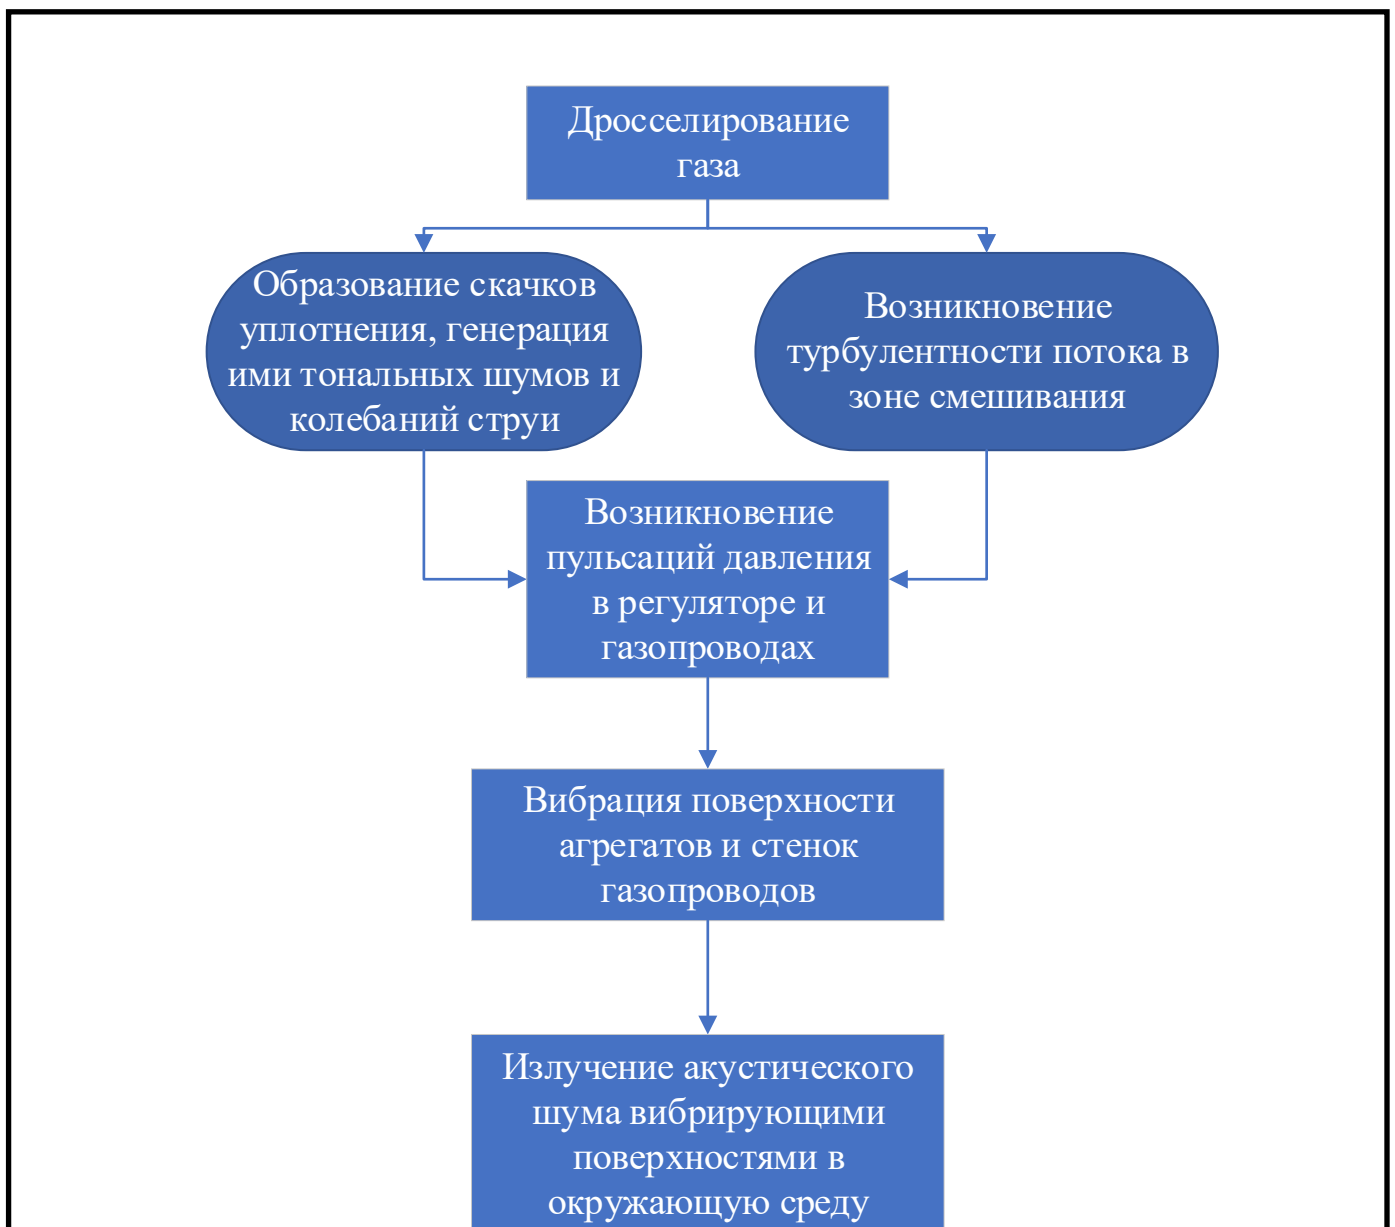 Дросселирование
газа
Образование скачков
уплотнения, генерация
ими тональных шумов и
колебаний струи
Возникновение
турбулентности потока в
зоне смешивания
Возникновение
пульсаций давления
в регуляторе и
газопроводах
Вибрация поверхности
агрегатов и стенок
газопроводов
Излучение акустического
шума вибрирующими
поверхностями в
окружающую среду